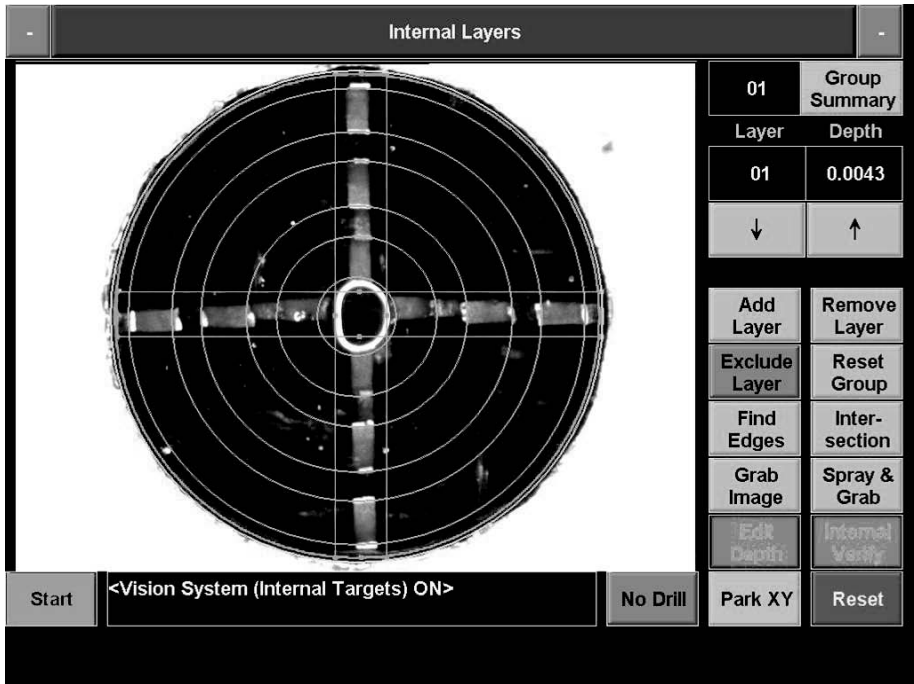 -
Internal Layers
-
01
Group
Summary
Layer
Depth
01
0.0043
↓
↑
Add
Layer
Remove
Layer
Exclude
Layer
Reset
Group
Find
Edges
Inter-
section
Grab
Image
Spray &
Grab
Edit
Depth
Internal
Verify
Start
<Vision System (Internal Targets) ON>
No Drill
Park XY
Reset